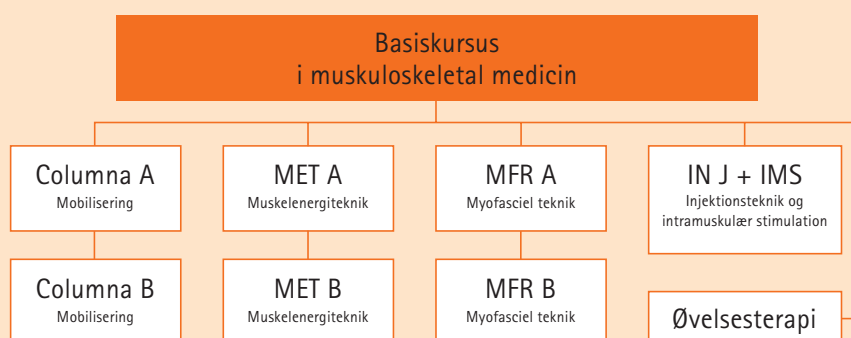 Basiskursus
i muskuloskeletal medicin
Columna A
Mobilisering
MET A
Muskelenergiteknik
MFR A
Myofasciel teknik
IN J + IMS
Injektionsteknik og
intramuskulær stimulation
Columna B
Mobilisering
MET B
Muskelenergiteknik
MFR B
Myofasciel teknik
Øvelsesterapi